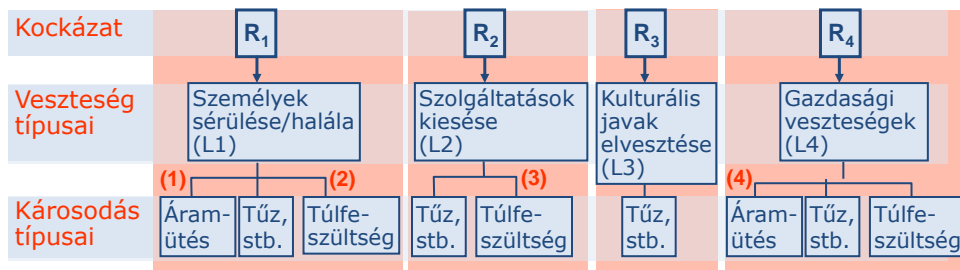 Kockázat
R1
R2
R3
R4
Veszteség
típusai
Személyek
sérülése/halála
(L1)
Szolgáltatások
kiesése
(L2)
Kulturális
javak
elvesztése
(L3)
Gazdasági
veszteségek
(L4)
(1)
(2)
(3)
(4)
Károsodás
típusai
Áram-
ütés
Tűz,
stb.
Túlfe-
szültség
Tűz,
stb.
Túlfe-
szültség
Tűz,
stb.
Áram-
ütés
Tűz,
stb.
Túlfe-
szültség